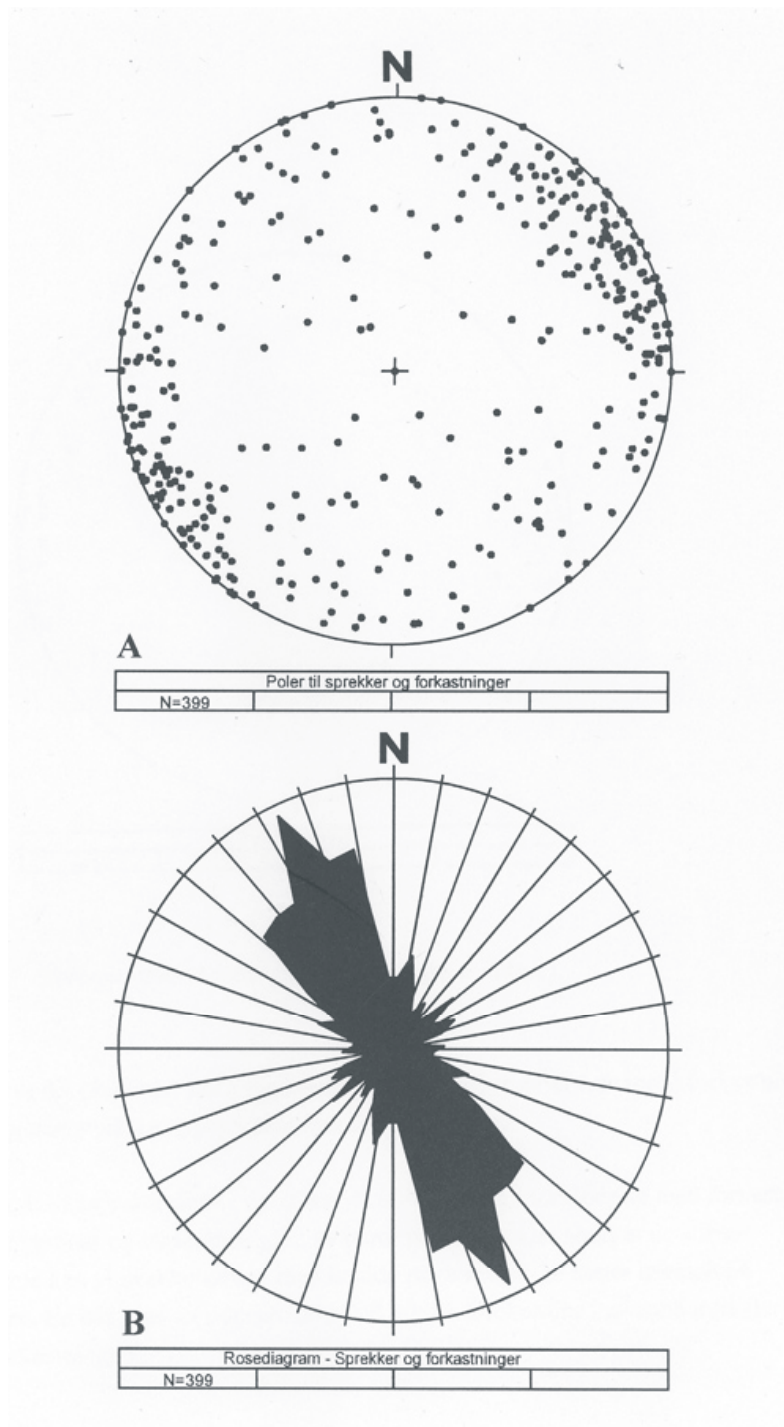 N
A
Poler til sprekker og forkastninger
N=399
N
B
Rosediagram - Sprekker og forkastninger
N=399